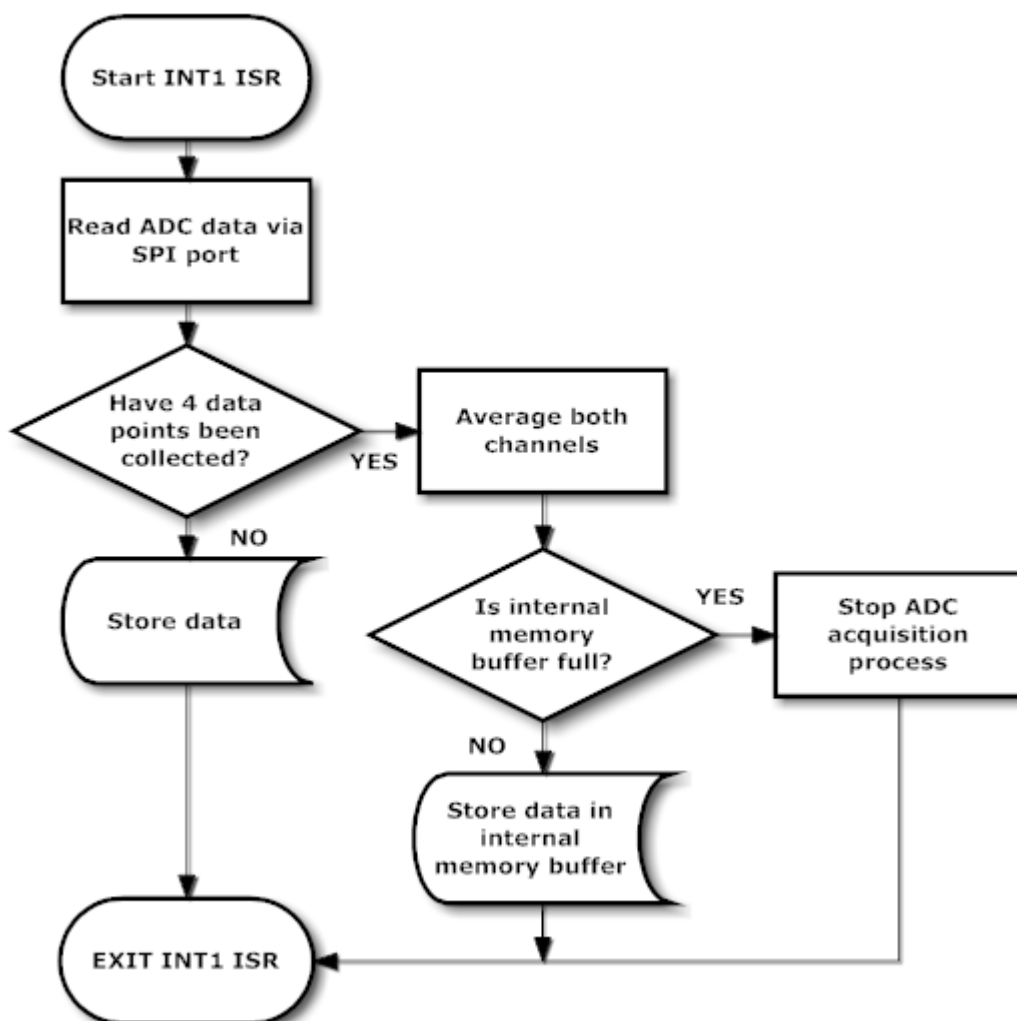 Start INT1 ISR
Read ADC data via
SPI port
Have 4 data
points been
collected?
YES
NO
Average both
channels
Store data
Is internal
memory
buffer full?
YES
NO
Stop ADC
acquisition
process
Store data in
internal
memory buffer
EXIT INT1 ISR